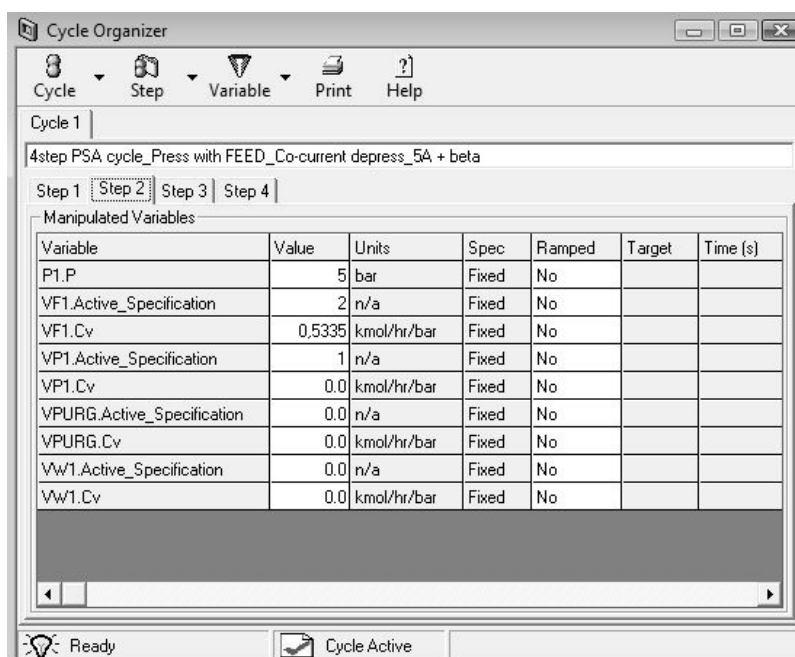 Cycle Organizer
Cycle Step Variable Print Help
Cycle 1
4step PSA cycle_Press with FEED_Co-current depress_5A + beta
Step 1 Step 2 Step 3 Step 4
Manipulated Variables
Variable Value Units Spec Ramped Target Time (s)
P1.P 5 bar Fixed No
VF1.Active_Specification 2 n/a Fixed No
VF1.Cv 0,5335 kmol/hr/bar Fixed No
VP1.Active_Specification 1 n/a Fixed No
VP1.Cv 0.0 kmol/hr/bar Fixed No
VPURG.Active_Specification 0.0 n/a Fixed No
VPURG.Cv 0.0 kmol/hr/bar Fixed No
VW1.Active_Specification 0.0 n/a Fixed No
VW1.Cv 0.0 kmol/hr/bar Fixed No
Ready Cycle Active